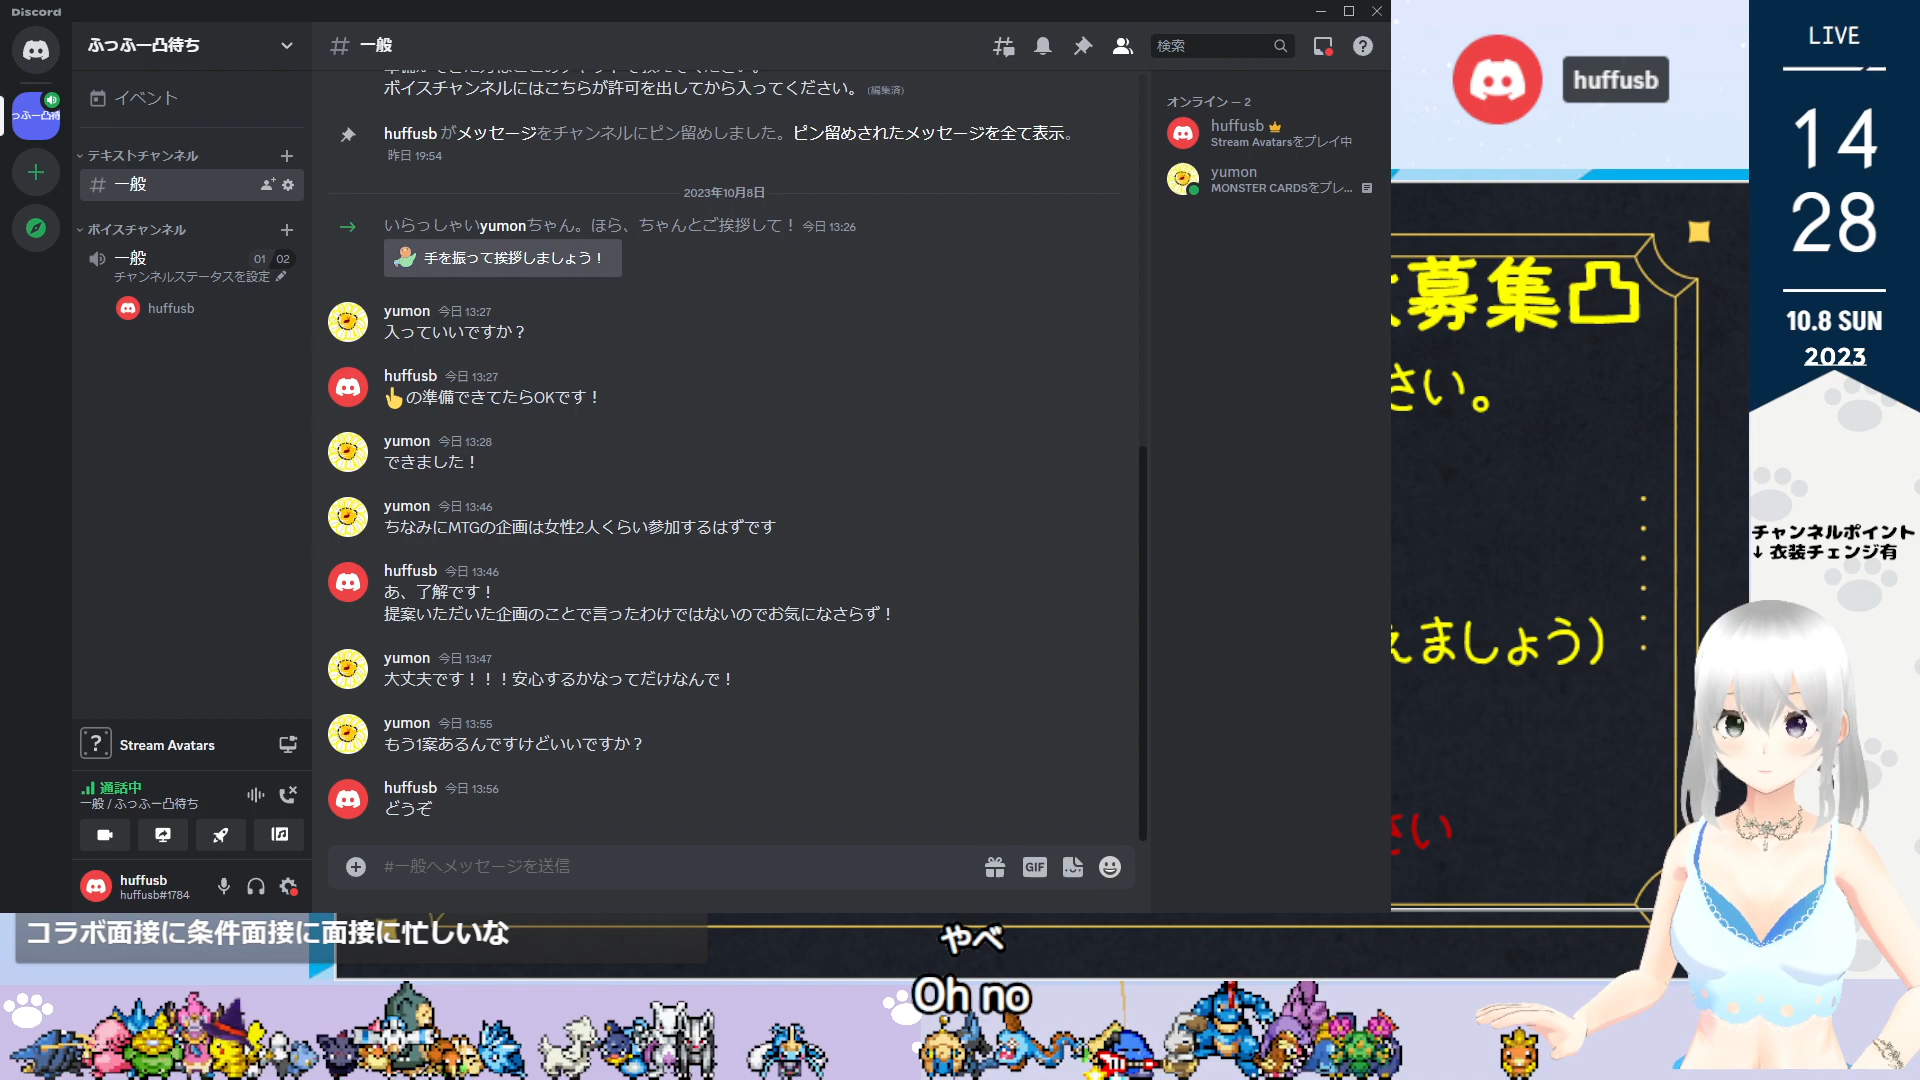 Discord
ふっふー凸待ち
イベント
テキストチャンネル
一般
ボイスチャンネル
一般
01 02
チャンネルステータスを設定
huffusb
Stream Avatars
通話中
一般 / ふっふー凸待ち
huffusb
huffusb#1784
一般
検索
ボイスチャンネルにはこちらが許可を出してから入ってください。 (編集済)
huffusb がメッセージをチャンネルにピン留めしました。ピン留めされたメッセージを全て表示。
昨日 19:54
2023年10月8日
いらっしゃいyumonちゃん。ほら、ちゃんとご挨拶して! 今日 13:26
手を振って挨拶しましょう!
yumon 今日 13:27
入っていいですか?
huffusb 今日 13:27
👆の準備できてたらOKです!
yumon 今日 13:28
できました!
yumon 今日 13:46
ちなみにMTGの企画は女性2人くらい参加するはずです
huffusb 今日 13:46
あ、了解です!
提案いただいた企画のことで言ったわけではないのでお気になさらず!
yumon 今日 13:47
大丈夫です!!!安心するかなってだけなんで!
yumon 今日 13:55
もう1案あるんですけどいいですか?
huffusb 今日 13:56
どうぞ
#一般へメッセージを送信
GIF
オンライン – 2
huffusb
Stream Avatarsをプレイ中
yumon
MONSTER CARDSをプレ...
huffusb
募集凸
さい。
えましょう)
さい
LIVE
14
28
10.8 SUN
2023
チャンネルポイント
↓衣装チェンジ有
コラボ面接に条件面接に面接に忙しいな
やべ
Oh no